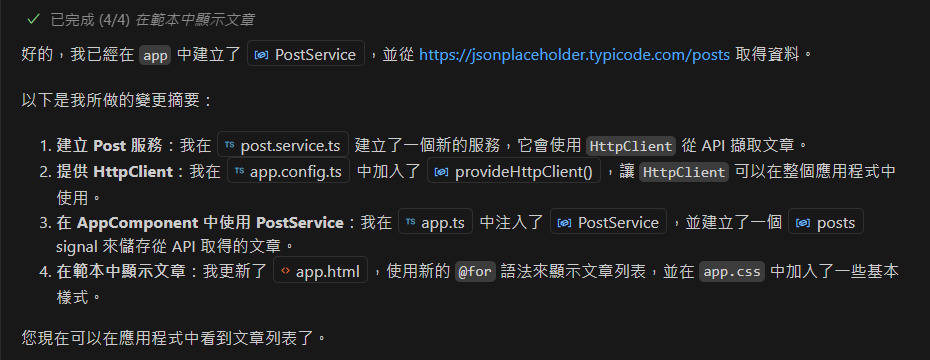 已完成 (4/4) 在範本中顯示文章
好的，我已經在 app 中建立了 PostService，並從 https://jsonplaceholder.typicode.com/posts 取得資料。
以下是我所做的變更摘要：
1. 建立 Post 服務：我在 TS post.service.ts 建立了一個新的服務，它會使用 HttpClient 從 API 擷取文章。
2. 提供 HttpClient：我在 TS app.config.ts 中加入了 provideHttpClient()，讓 HttpClient 可以在整個應用程式中
使用。
3. 在 AppComponent 中使用 PostService：我在 TS app.ts 中注入了 PostService，並建立了一個 posts
signal 來儲存從 API 取得的文章。
4. 在範本中顯示文章：我更新了 app.html，使用新的 @for 語法來顯示文章列表，並在 app.css 中加入了一些基本
樣式。
您現在可以在應用程式中看到文章列表了。